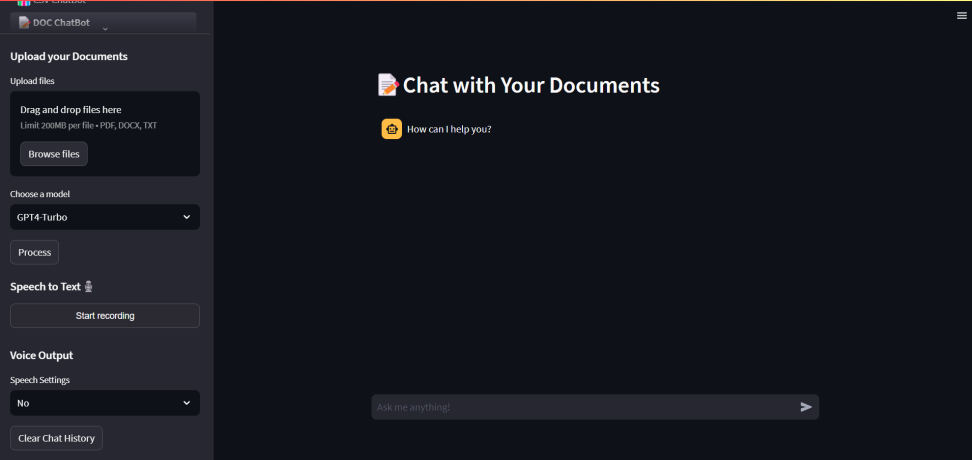 CSV ChatBot
DOC ChatBot
Upload your Documents
Upload files
Drag and drop files here
Limit 200MB per file • PDF, DOCX, TXT
Browse files
Choose a model
GPT4-Turbo
Process
Speech to Text
Start recording
Voice Output
Speech Settings
No
Clear Chat History
Chat with Your Documents
How can I help you?
Ask me anything!